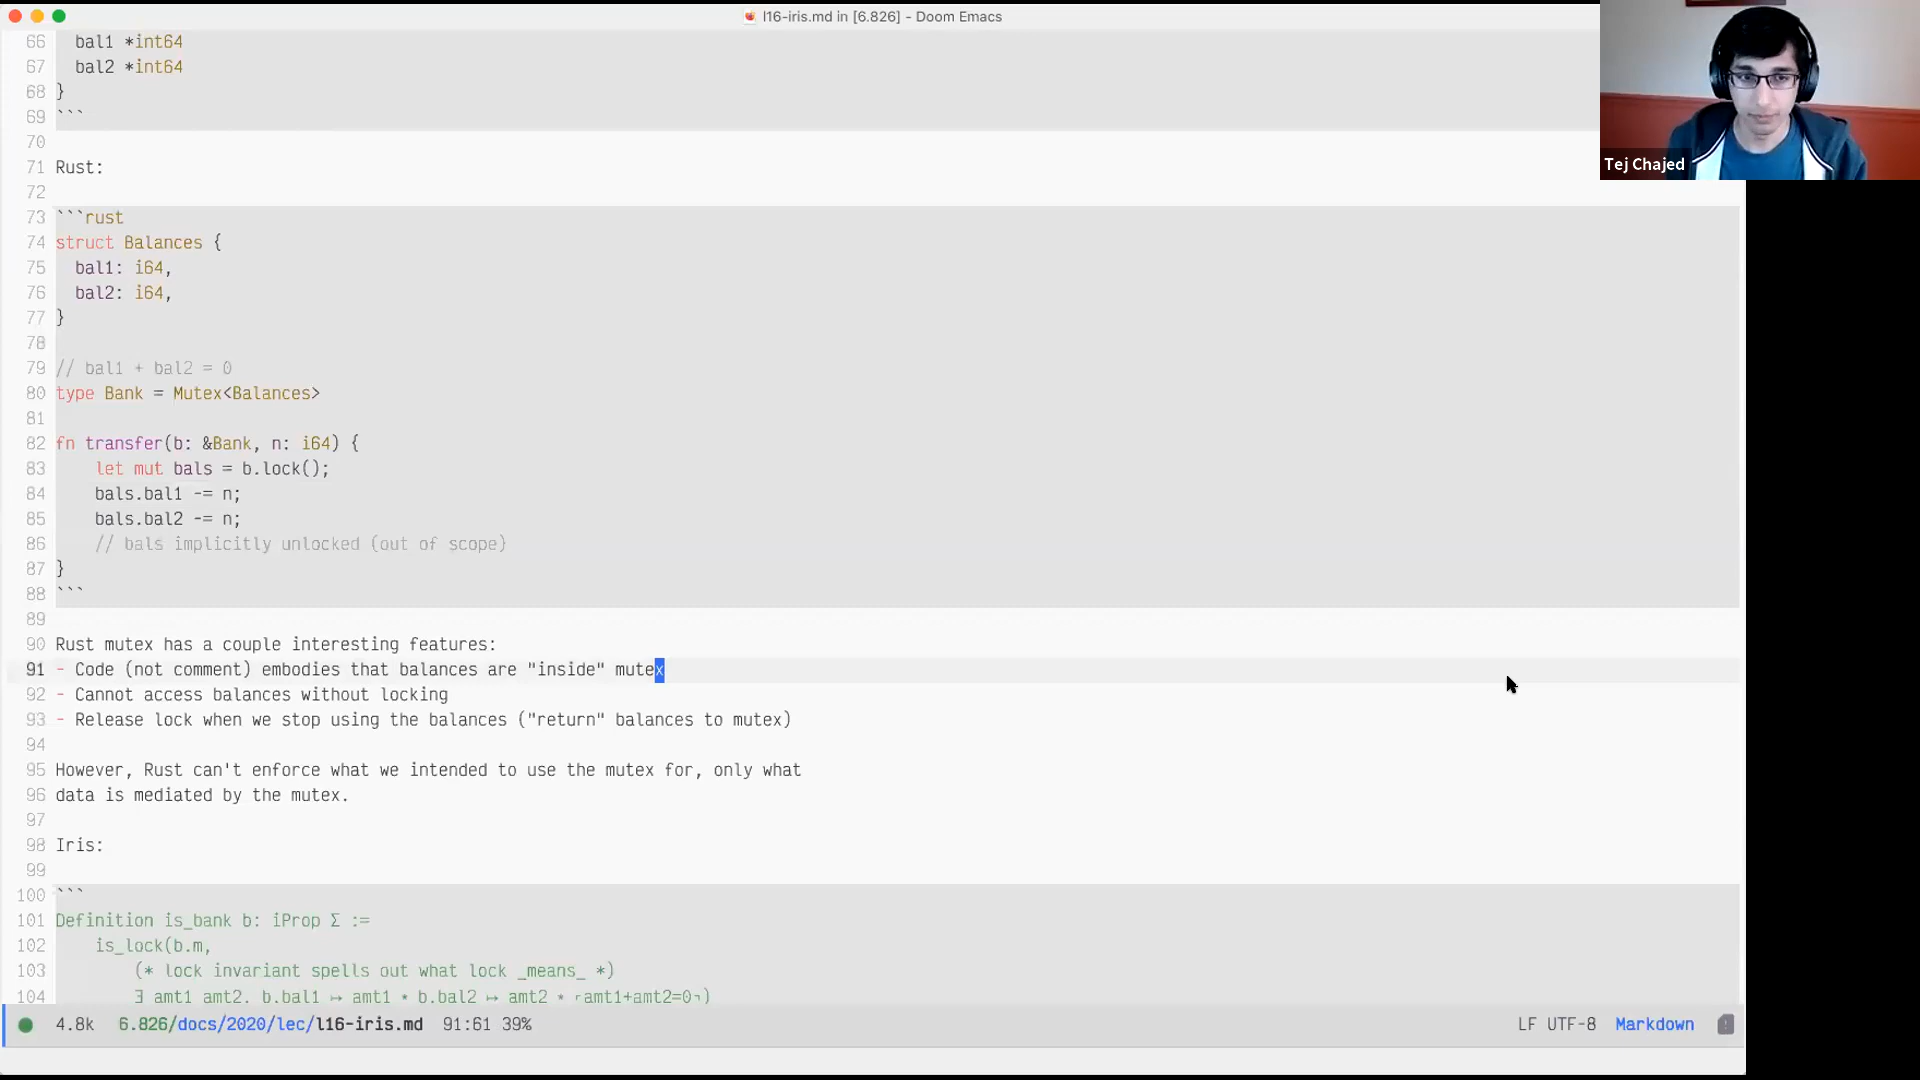 l16-iris.md in [6.826] - Doom Emacs
66 bal1 *int64
67 bal2 *int64
68 }
69 ```
70
71 Rust:
72
73 ```rust
74 struct Balances {
75 bal1: i64,
76 bal2: i64,
77 }
78
79 // bal1 + bal2 = 0
80 type Bank = Mutex<Balances>
81
82 fn transfer(b: &Bank, n: i64) {
83 let mut bals = b.lock();
84 bals.bal1 -= n;
85 bals.bal2 -= n;
86 // bals implicitly unlocked (out of scope)
87 }
88 ```
89
90 Rust mutex has a couple interesting features:
91 - Code (not comment) embodies that balances are "inside" mutex
92 - Cannot access balances without locking
93 - Release lock when we stop using the balances ("return" balances to mutex)
94
95 However, Rust can't enforce what we intended to use the mutex for, only what
96 data is mediated by the mutex.
97
98 Iris:
99
100 ```
101 Definition is_bank b: iProp Σ :=
102 is_lock(b.m,
103 (* lock invariant spells out what lock _means_ *)
104 ∃ amt1 amt2. b.bal1 ↦ amt1 * b.bal2 ↦ amt2 * ⌜amt1+amt2=0⌝)
4.8k 6.826/docs/2020/lec/l16-iris.md 91:61 39% LF UTF-8 Markdown
Tej Chajed